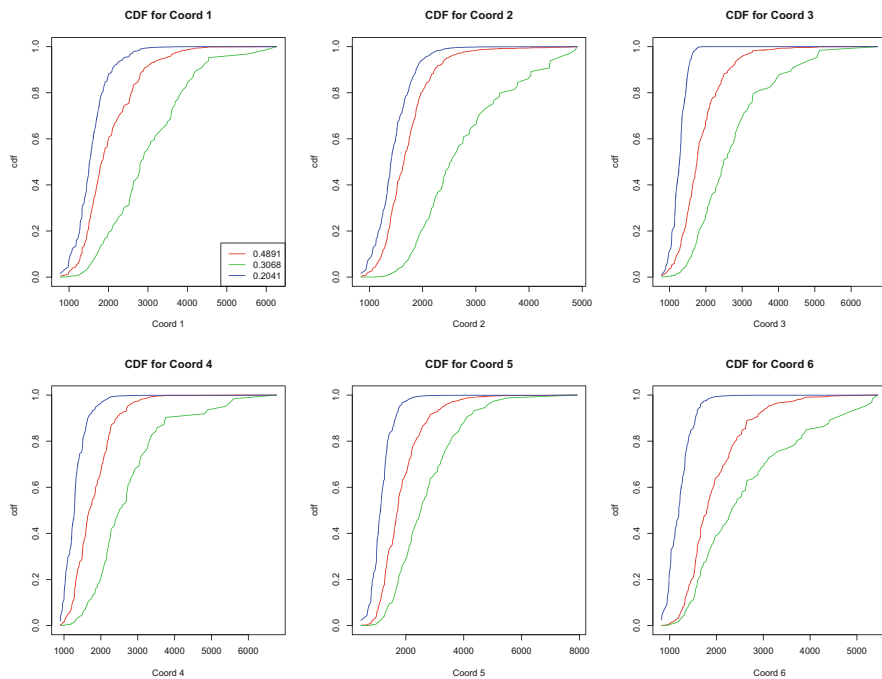 CDF for Coord 1
cdf
1.0
0.8
0.6
0.4
0.2
0.0
0.4891
0.3068
0.2041
1000 2000 3000 4000 5000 6000
Coord 1
CDF for Coord 2
cdf
1.0
0.8
0.6
0.4
0.2
0.0
1000 2000 3000 4000 5000
Coord 2
CDF for Coord 3
cdf
1.0
0.8
0.6
0.4
0.2
0.0
1000 2000 3000 4000 5000 6000
Coord 3
CDF for Coord 4
cdf
1.0
0.8
0.6
0.4
0.2
0.0
1000 2000 3000 4000 5000 6000
Coord 4
CDF for Coord 5
cdf
1.0
0.8
0.6
0.4
0.2
0.0
2000 4000 6000 8000
Coord 5
CDF for Coord 6
cdf
1.0
0.8
0.6
0.4
0.2
0.0
1000 2000 3000 4000 5000
Coord 6